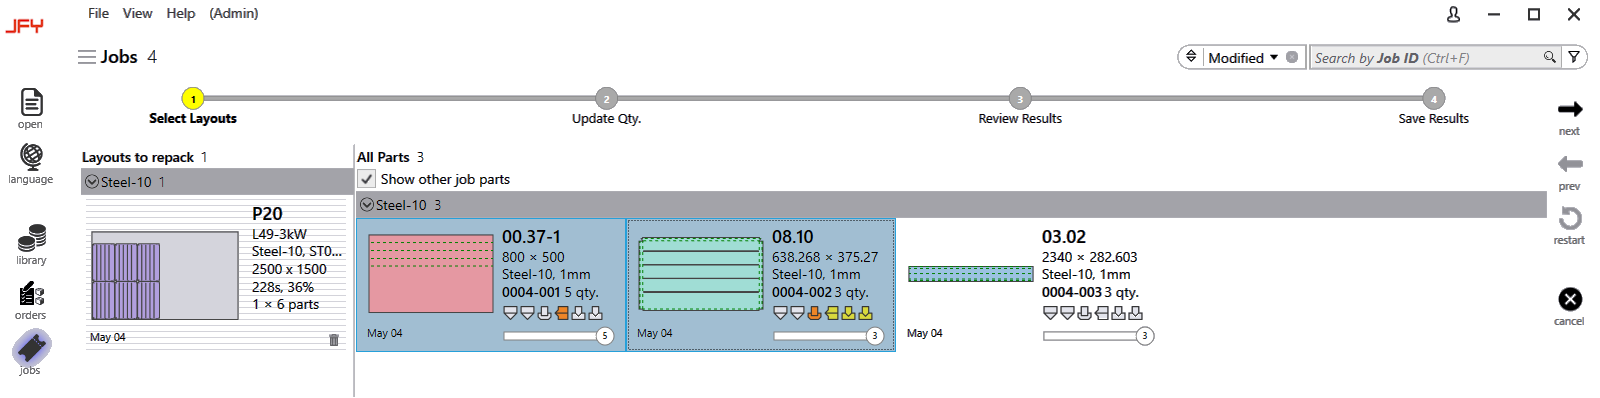 JFY
File View Help (Admin)
Jobs 4
Modified
Search by Job ID (Ctrl+F)
1 2 3 4
Select Layouts Update Qty. Review Results Save Results
open
language
library
orders
jobs
Layouts to repack 1
Steel-10 1
P20
L49-3kW
Steel-10, ST0...
2500 x 1500
228s, 36%
1 × 6 parts
May 04
All Parts 3
Show other job parts
Steel-10 3
00.37-1
800 × 500
Steel-10, 1mm
0004-001 5 qty.
May 04
5
08.10
638.268 × 375.27
Steel-10, 1mm
0004-002 3 qty.
May 04
3
03.02
2340 × 282.603
Steel-10, 1mm
0004-003 3 qty.
May 04
3
next
prev
restart
cancel